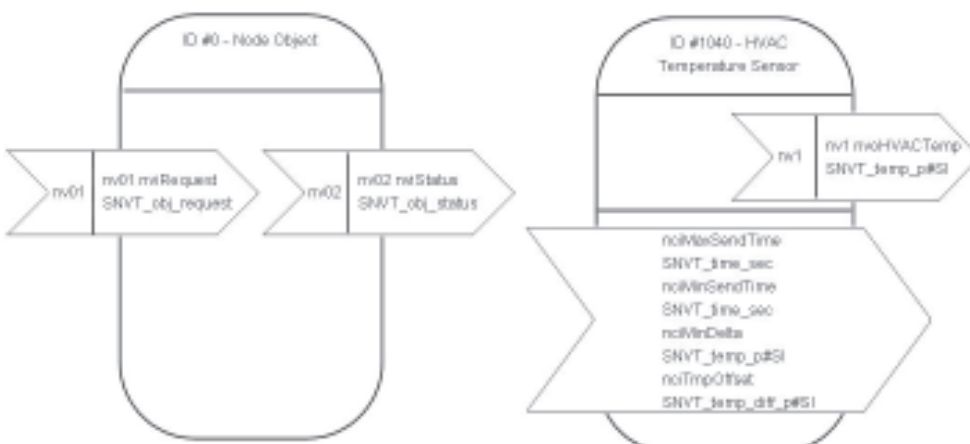 ID #0 - Node Object
nv01
nv01 nviRequest
SNVT_obj_request
nv02
nv02 nviStatus
SNVT_obj_status
ID #1040 - HVAC
Temperature Sensor
nv1
nv1 nvoHVACTemp
SNVT_temp_p#SI
nciMaxSendTime
SNVT_time_sec
nciMinSendTime
SNVT_time_sec
nciMinDelta
SNVT_temp_p#SI
nciTmpOffset
SNVT_temp_diff_p#SI